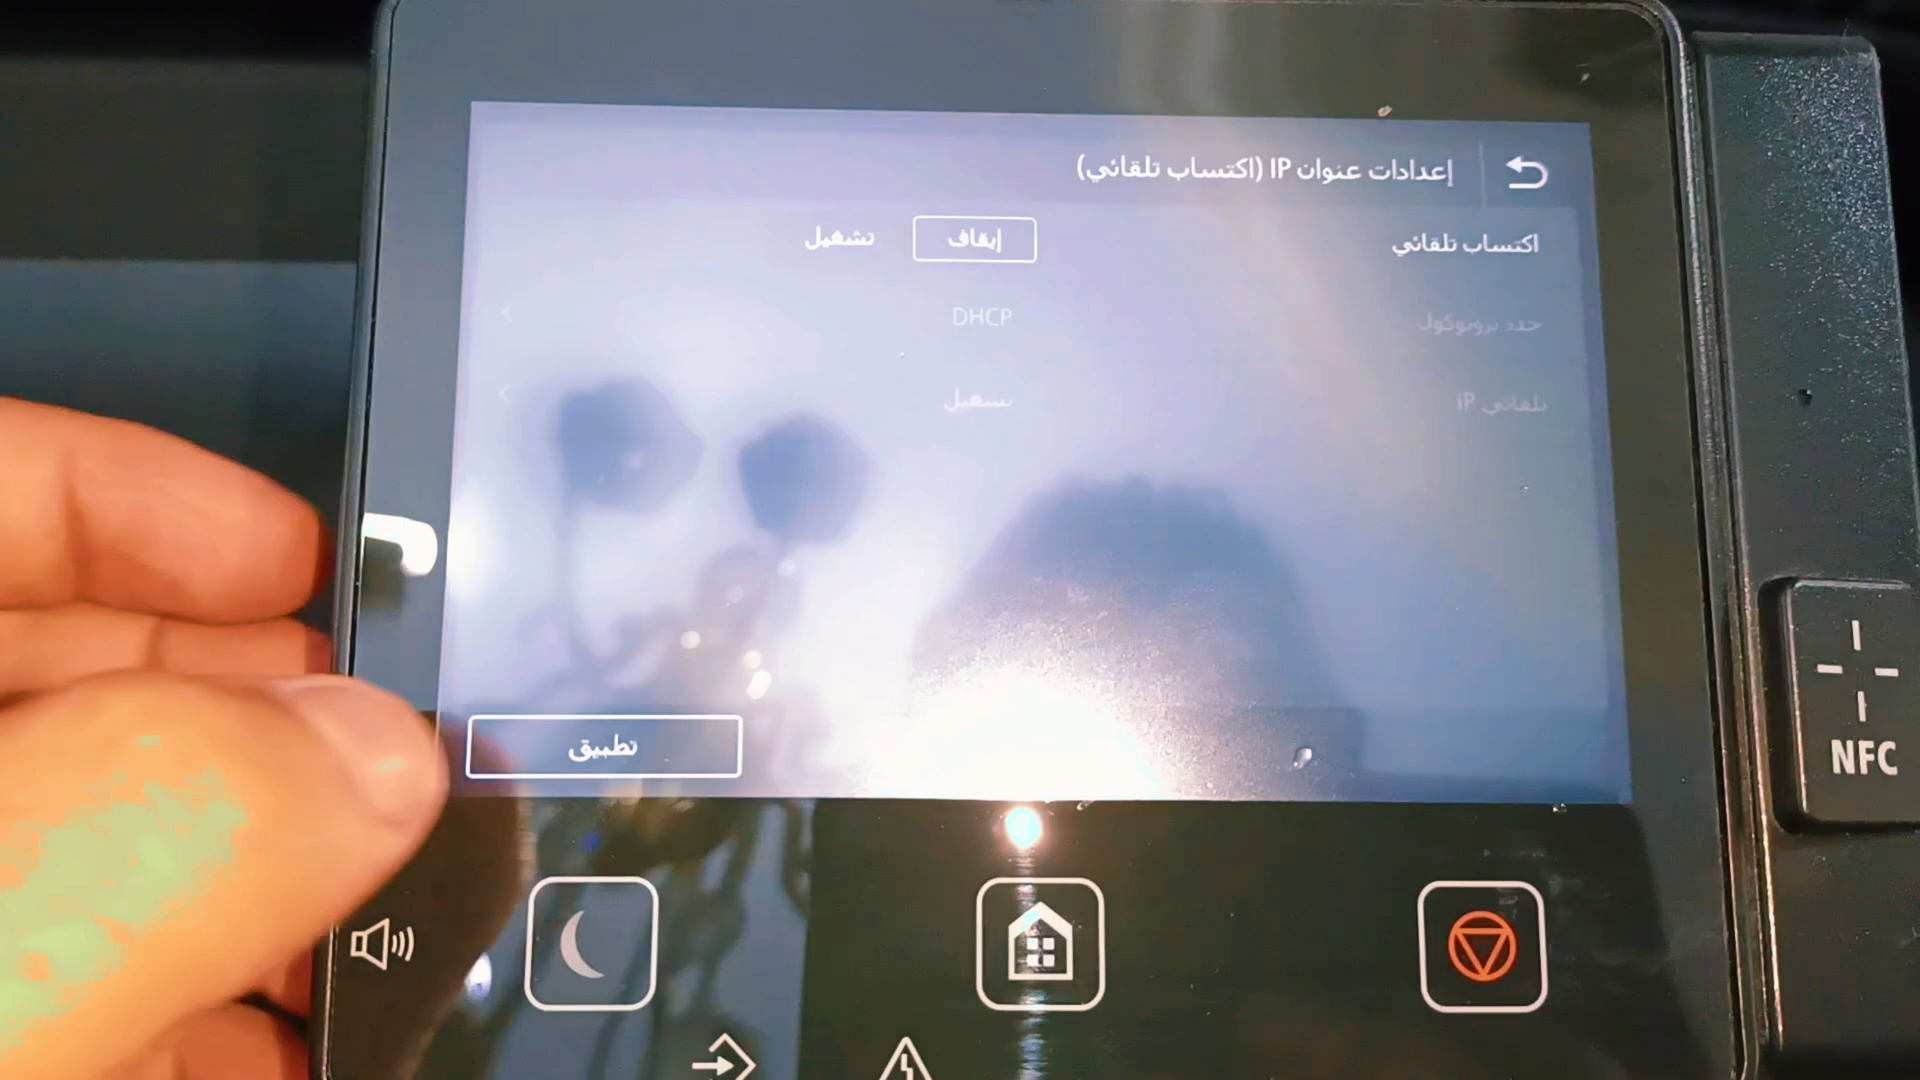 إعدادات عنوان IP (اكتساب تلقائي)
اكتساب تلقائي إيقاف تشغيل
حدد بروتوكول DHCP
تلقائي IP تشغيل
تطبيق
NFC